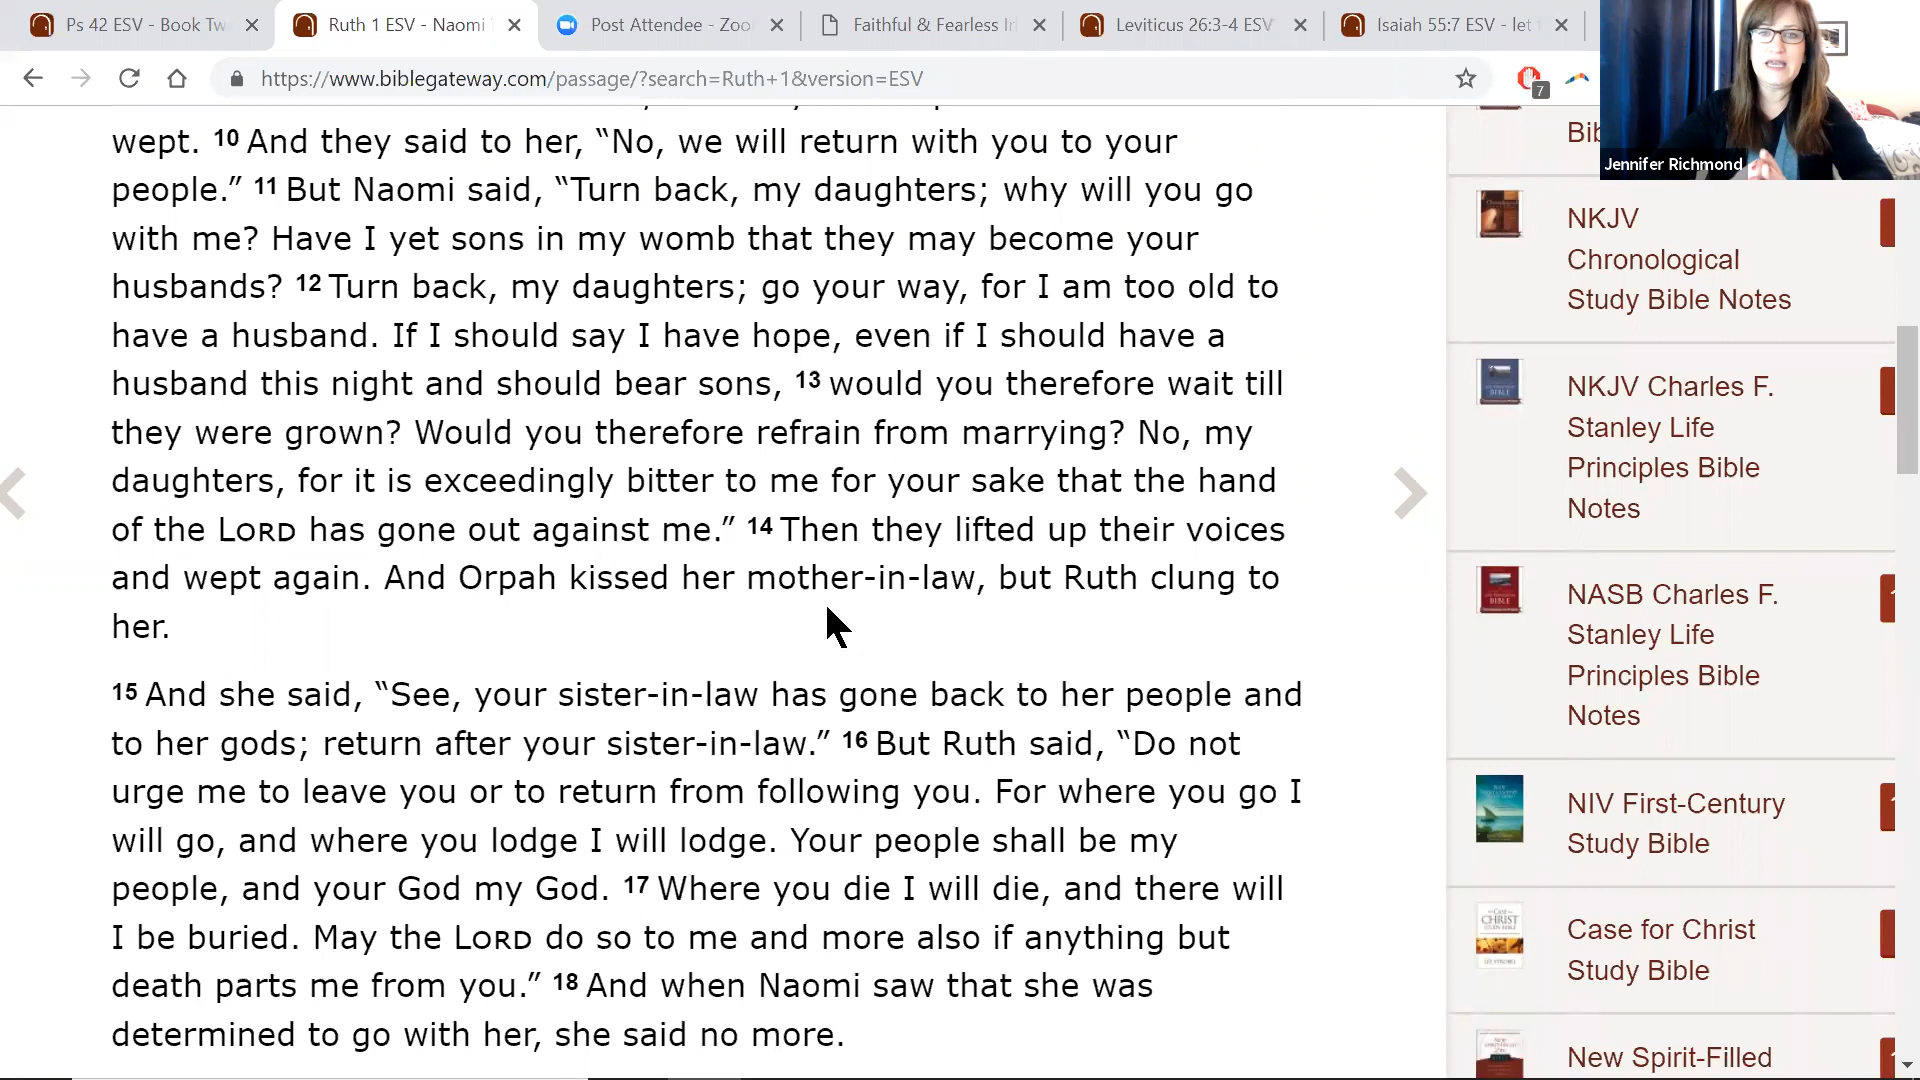 Ps 42 ESV - Book Tw
Ruth 1 ESV - Naomi
Post Attendee - Zoo
Faithful & Fearless
Leviticus 26:3-4 ESV
Isaiah 55:7 ESV - let
https://www.biblegateway.com/passage/?search=Ruth+1&version=ESV
7
Jennifer Richmond
wept. 10 And they said to her, “No, we will return with you to your
people.” 11 But Naomi said, “Turn back, my daughters; why will you go
with me? Have I yet sons in my womb that they may become your
husbands? 12 Turn back, my daughters; go your way, for I am too old to
have a husband. If I should say I have hope, even if I should have a
husband this night and should bear sons, 13 would you therefore wait till
they were grown? Would you therefore refrain from marrying? No, my
daughters, for it is exceedingly bitter to me for your sake that the hand
of the LORD has gone out against me.” 14 Then they lifted up their voices
and wept again. And Orpah kissed her mother-in-law, but Ruth clung to
her.
15 And she said, “See, your sister-in-law has gone back to her people and
to her gods; return after your sister-in-law.” 16 But Ruth said, “Do not
urge me to leave you or to return from following you. For where you go I
will go, and where you lodge I will lodge. Your people shall be my
people, and your God my God. 17 Where you die I will die, and there will
I be buried. May the LORD do so to me and more also if anything but
death parts me from you.” 18 And when Naomi saw that she was
determined to go with her, she said no more.
NKJV
Chronological
Study Bible Notes
NKJV Charles F.
Stanley Life
Principles Bible
Notes
NASB Charles F.
Stanley Life
Principles Bible
Notes
NIV First-Century
Study Bible
Case for Christ
Study Bible
New Spirit-Filled